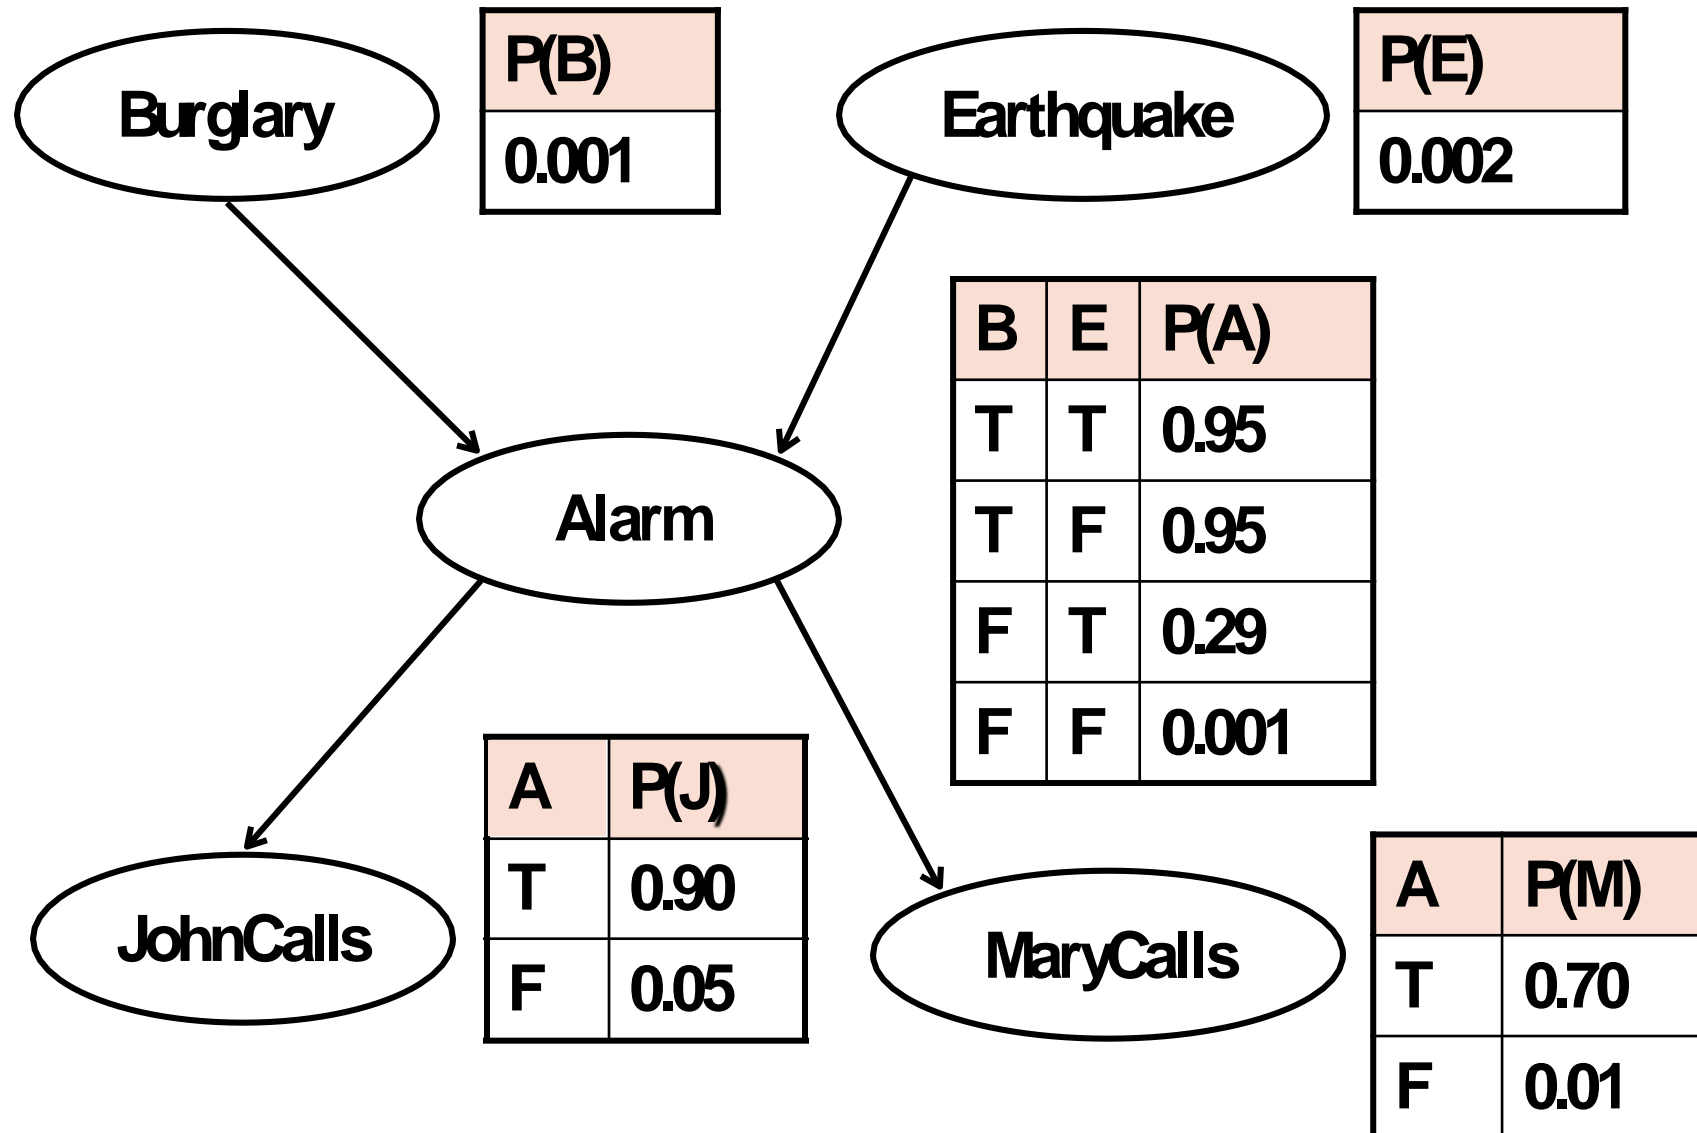 Burglary
P(B)
0.001
Earthquake
P(E)
0.002
B E P(A)
T T 0.95
T F 0.95
F T 0.29
F F 0.001
Alarm
A P(J)
T 0.90
F 0.05
JohnCalls
MaryCalls
A P(M)
T 0.70
F 0.01